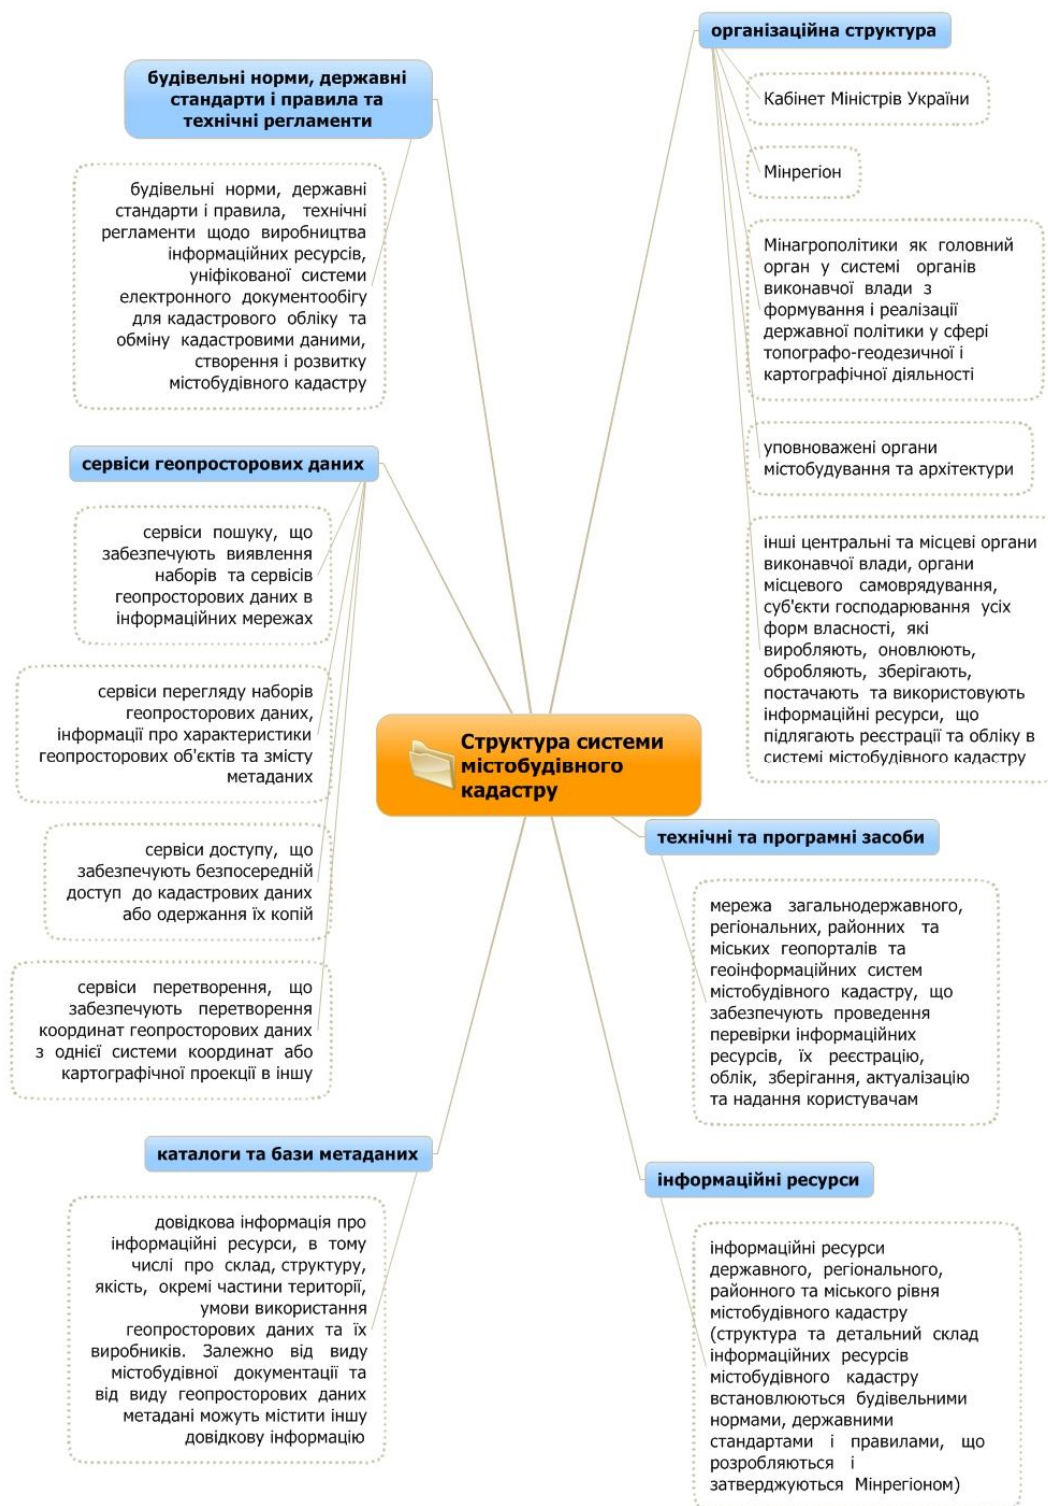 організаційна структура
Кабінет Міністрів України
Мінрегіон
Мінагрополітики як головний
орган у системі органів
виконавчої влади з
формування і реалізації
державної політики у сфері
топографо-геодезичної і
картографічної діяльності
уповноважені органи
містобудування та архітектури
інші центральні та місцеві органи
виконавчої влади, органи
місцевого самоврядування,
суб'єкти господарювання усіх
форм власності, які
виробляють, оновлюють,
обробляють, зберігають,
постачають та використовують
інформаційні ресурси, що
підлягають реєстрації та обліку в
системі містобудівного кадастру
будівельні норми, державні
стандарти і правила та
технічні регламенти
будівельні норми, державні
стандарти і правила, технічні
регламенти щодо виробництва
інформаційних ресурсів,
уніфікованої системи
електронного документообігу
для кадастрового обліку та
обміну кадастровими даними,
створення і розвитку
містобудівного кадастру
сервіси геопросторових даних
сервіси пошуку, що
забезпечують виявлення
наборів та сервісів
геопросторових даних в
інформаційних мережах
сервіси перегляду наборів
геопросторових даних,
інформації про характеристики
геопросторових об'єктів та змісту
метаданих
сервіси доступу, що
забезпечують безпосередній
доступ до кадастрових даних
або одержання їх копій
сервіси перетворення, що
забезпечують перетворення
координат геопросторових даних
з однієї системи координат або
картографічної проекції в іншу
Структура системи
містобудівного
кадастру
технічні та програмні засоби
мережа загальнодержавного,
регіональних, районних та
міських геопорталів та
геоінформаційних систем
містобудівного кадастру, що
забезпечують проведення
перевірки інформаційних
ресурсів, їх реєстрацію,
облік, зберігання, актуалізацію
та надання користувачам
каталоги та бази метаданих
довідкова інформація про
інформаційні ресурси, в тому
числі про склад, структуру,
якість, окремі частини території,
умови використання
геопросторових даних та їх
виробників. Залежно від виду
містобудівної документації та
від виду геопросторових даних
метадані можуть містити іншу
довідкову інформацію
інформаційні ресурси
інформаційні ресурси
державного, регіонального,
районного та міського рівня
містобудівного кадастру
(структура та детальний склад
інформаційних ресурсів
містобудівного кадастру
встановлюються будівельними
нормами, державними
стандартами і правилами, що
розробляються і
затверджуються Мінрегіоном)